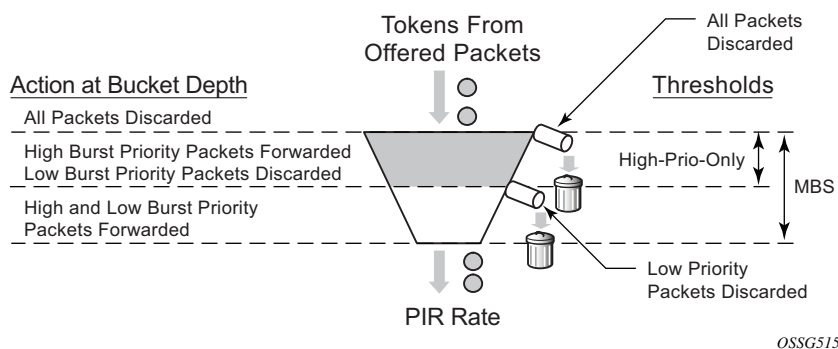 Tokens From
Offered Packets
All Packets
Discarded
Action at Bucket Depth
Thresholds
All Packets Discarded
High Burst Priority Packets Forwarded
Low Burst Priority Packets Discarded
High-Prio-Only
MBS
High and Low Burst Priority
Packets Forwarded
Low Priority
Packets Discarded
PIR Rate
OSSG515